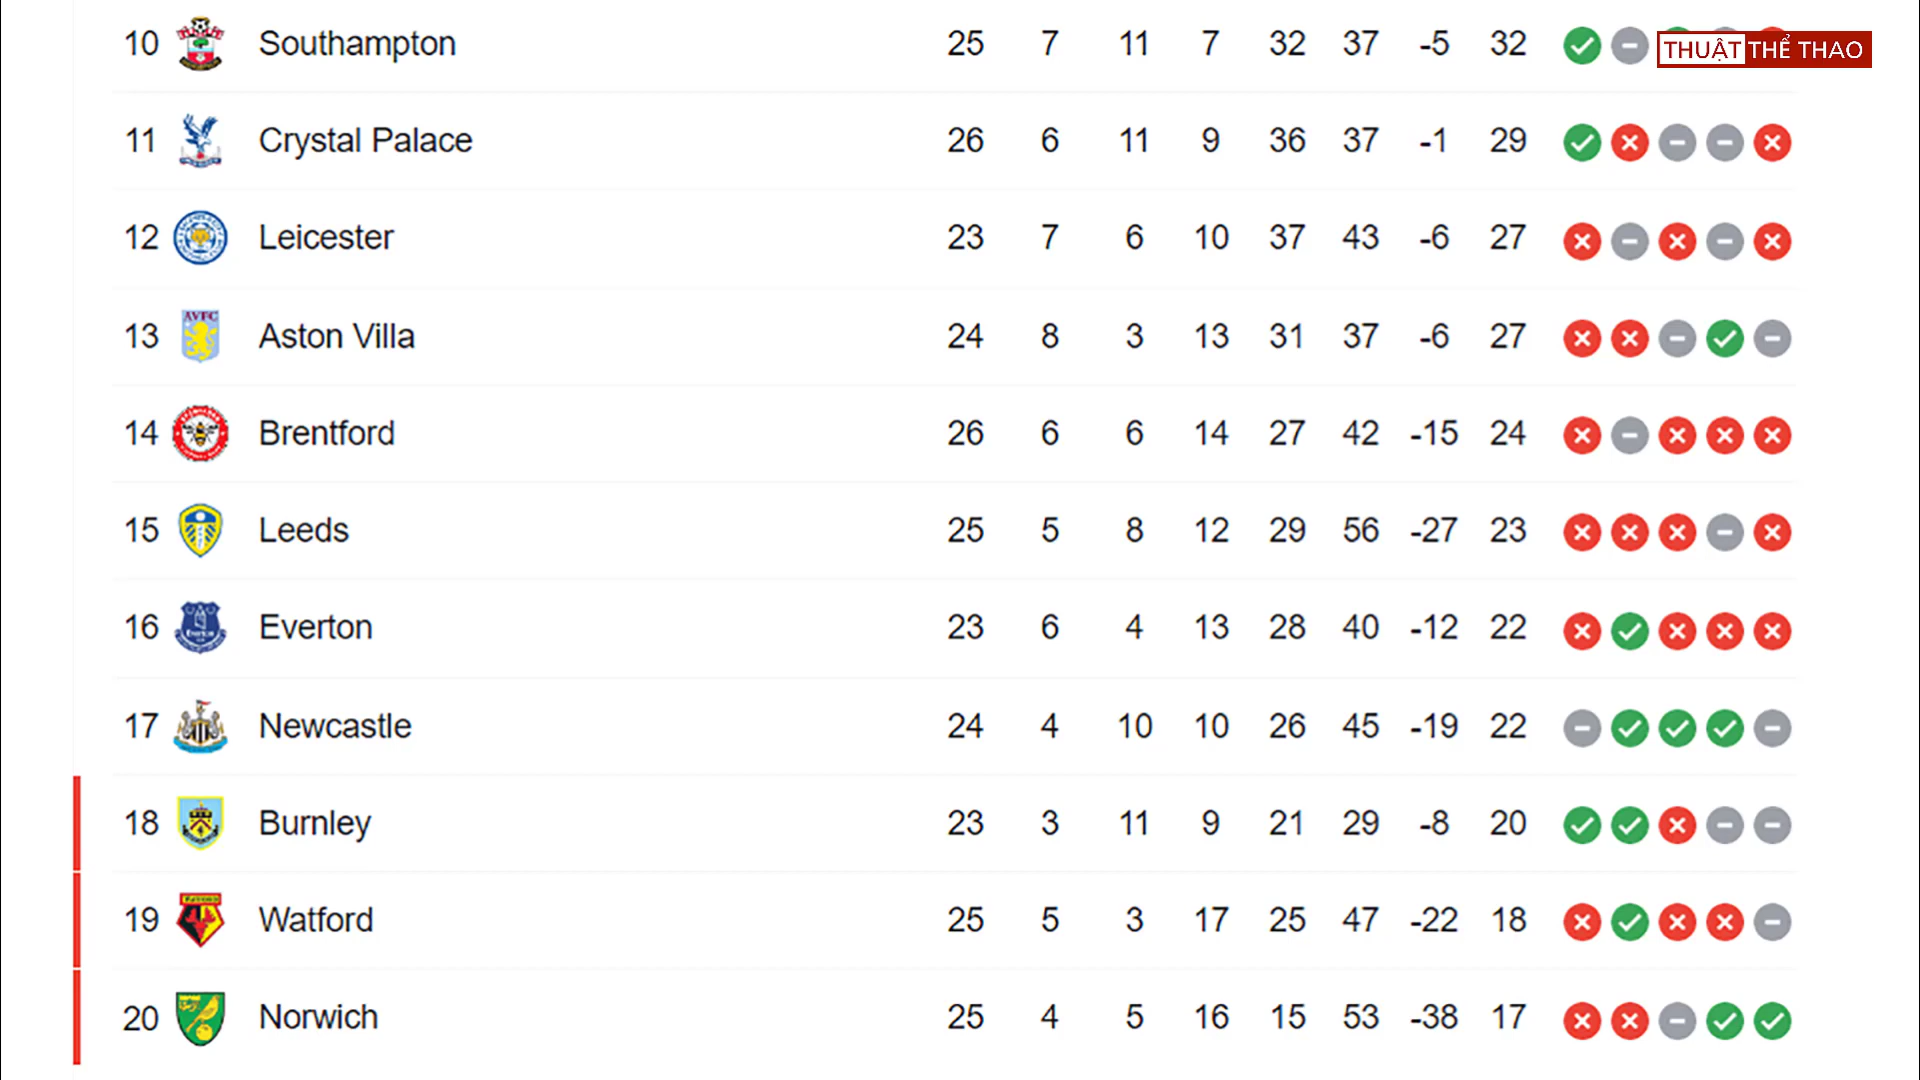 10 Southampton 25 7 11 7 32 37 -5 32
THUẬT THỂ THAO
11 Crystal Palace 26 6 11 9 36 37 -1 29
12 Leicester 23 7 6 10 37 43 -6 27
AVFC
13 Aston Villa 24 8 3 13 31 37 -6 27
14 Brentford 26 6 6 14 27 42 -15 24
15 Leeds 25 5 8 12 29 56 -27 23
16 Everton 23 6 4 13 28 40 -12 22
17 Newcastle 24 4 10 10 26 45 -19 22
18 Burnley 23 3 11 9 21 29 -8 20
19 Watford 25 5 3 17 25 47 -22 18
20 Norwich 25 4 5 16 15 53 -38 17